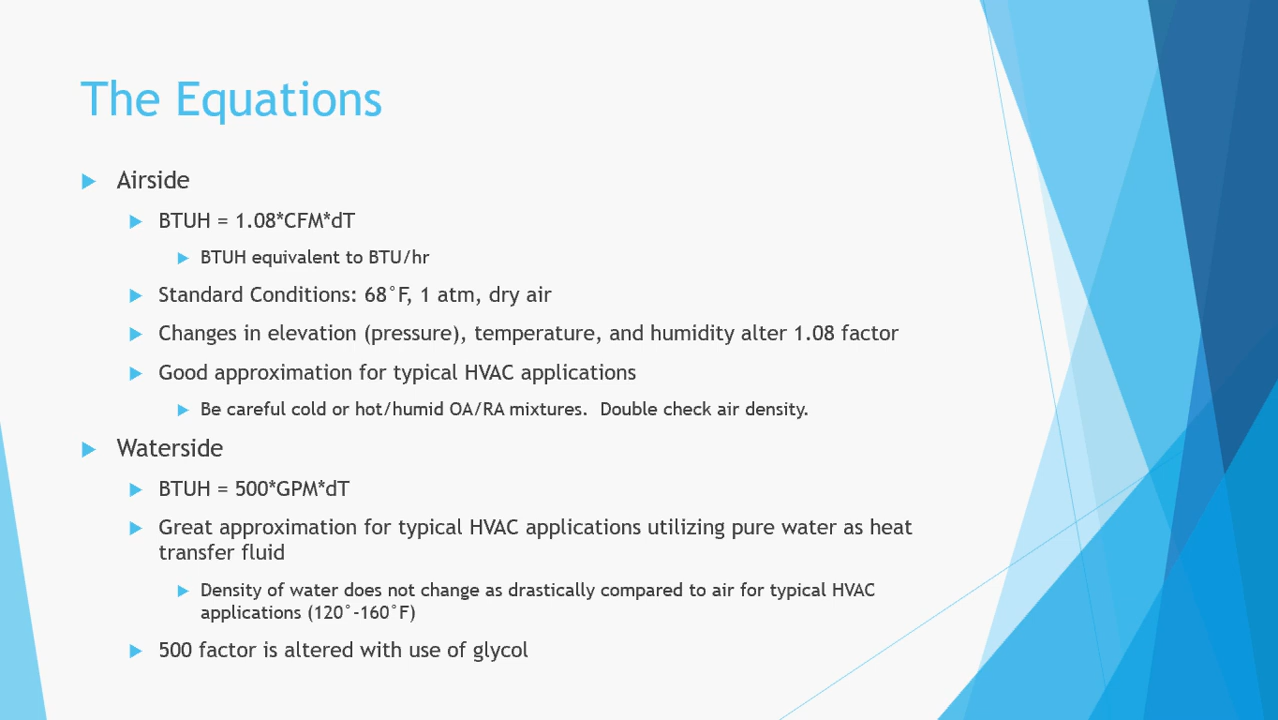 The Equations
Airside
BTUH = 1.08*CFM*dT
BTUH equivalent to BTU/hr
Standard Conditions: 68°F, 1 atm, dry air
Changes in elevation (pressure), temperature, and humidity alter 1.08 factor
Good approximation for typical HVAC applications
Be careful cold or hot/humid OA/RA mixtures.  Double check air density.
Waterside
BTUH = 500*GPM*dT
Great approximation for typical HVAC applications utilizing pure water as heat
transfer fluid
Density of water does not change as drastically compared to air for typical HVAC
applications (120°-160°F)
500 factor is altered with use of glycol